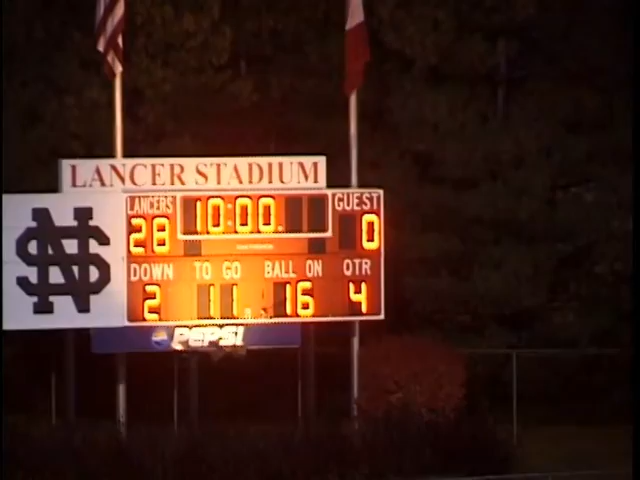 LANCER STADIUM
LANCERS 10:00 GUEST
28 0
DOWN TO GO BALL ON QTR
2 11 16 4
NS
PEPSI